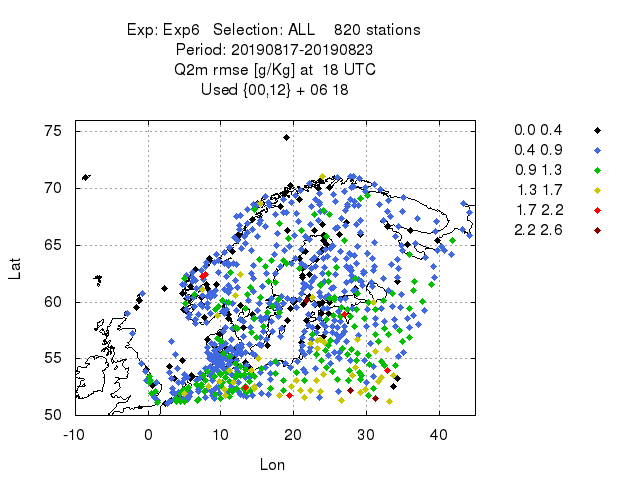 Exp: Exp6 Selection: ALL 820 stations
Period: 20190817-20190823
Q2m rmse [g/Kg] at 18 UTC
Used {00,12} + 06 18
0.0 0.4
0.4 0.9
0.9 1.3
1.3 1.7
1.7 2.2
2.2 2.6
75
70
65
60
55
50
Lat
-10 0 10 20 30 40
Lon